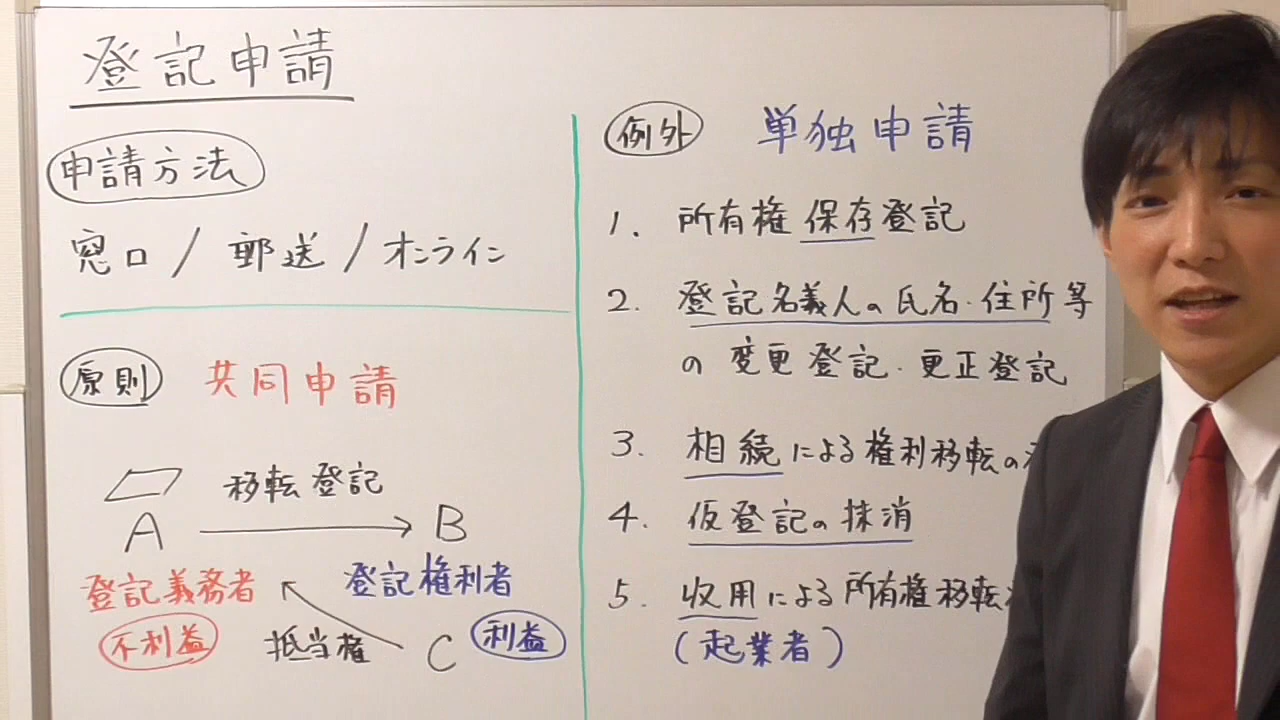 登記申請
申請方法
窓口 / 郵送 / オンライン
原則 共同申請
移転登記
A B
登記義務者 登記権利者
不利益 抵当権 C 利益
例外 単独申請
1. 所有権 保存登記
2. 登記名義人の氏名・住所等
の 変更登記・更正登記
3. 相続による権利移転の
4. 仮登記の抹消
5. 収用による所有権移転
(起業者)